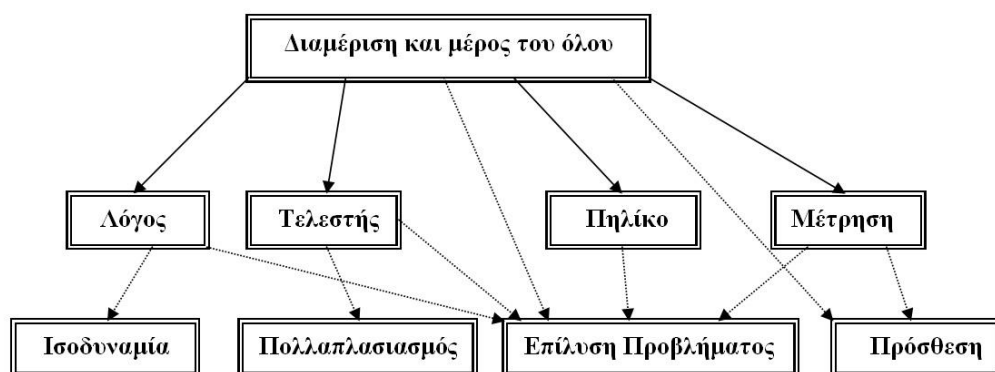 Διαμέριση και μέρος του όλου
Λόγος
Τελεστής
Πηλίκο
Μέτρηση
Ισοδυναμία
Πολλαπλασιασμός
Επίλυση Προβλήματος
Πρόσθεση